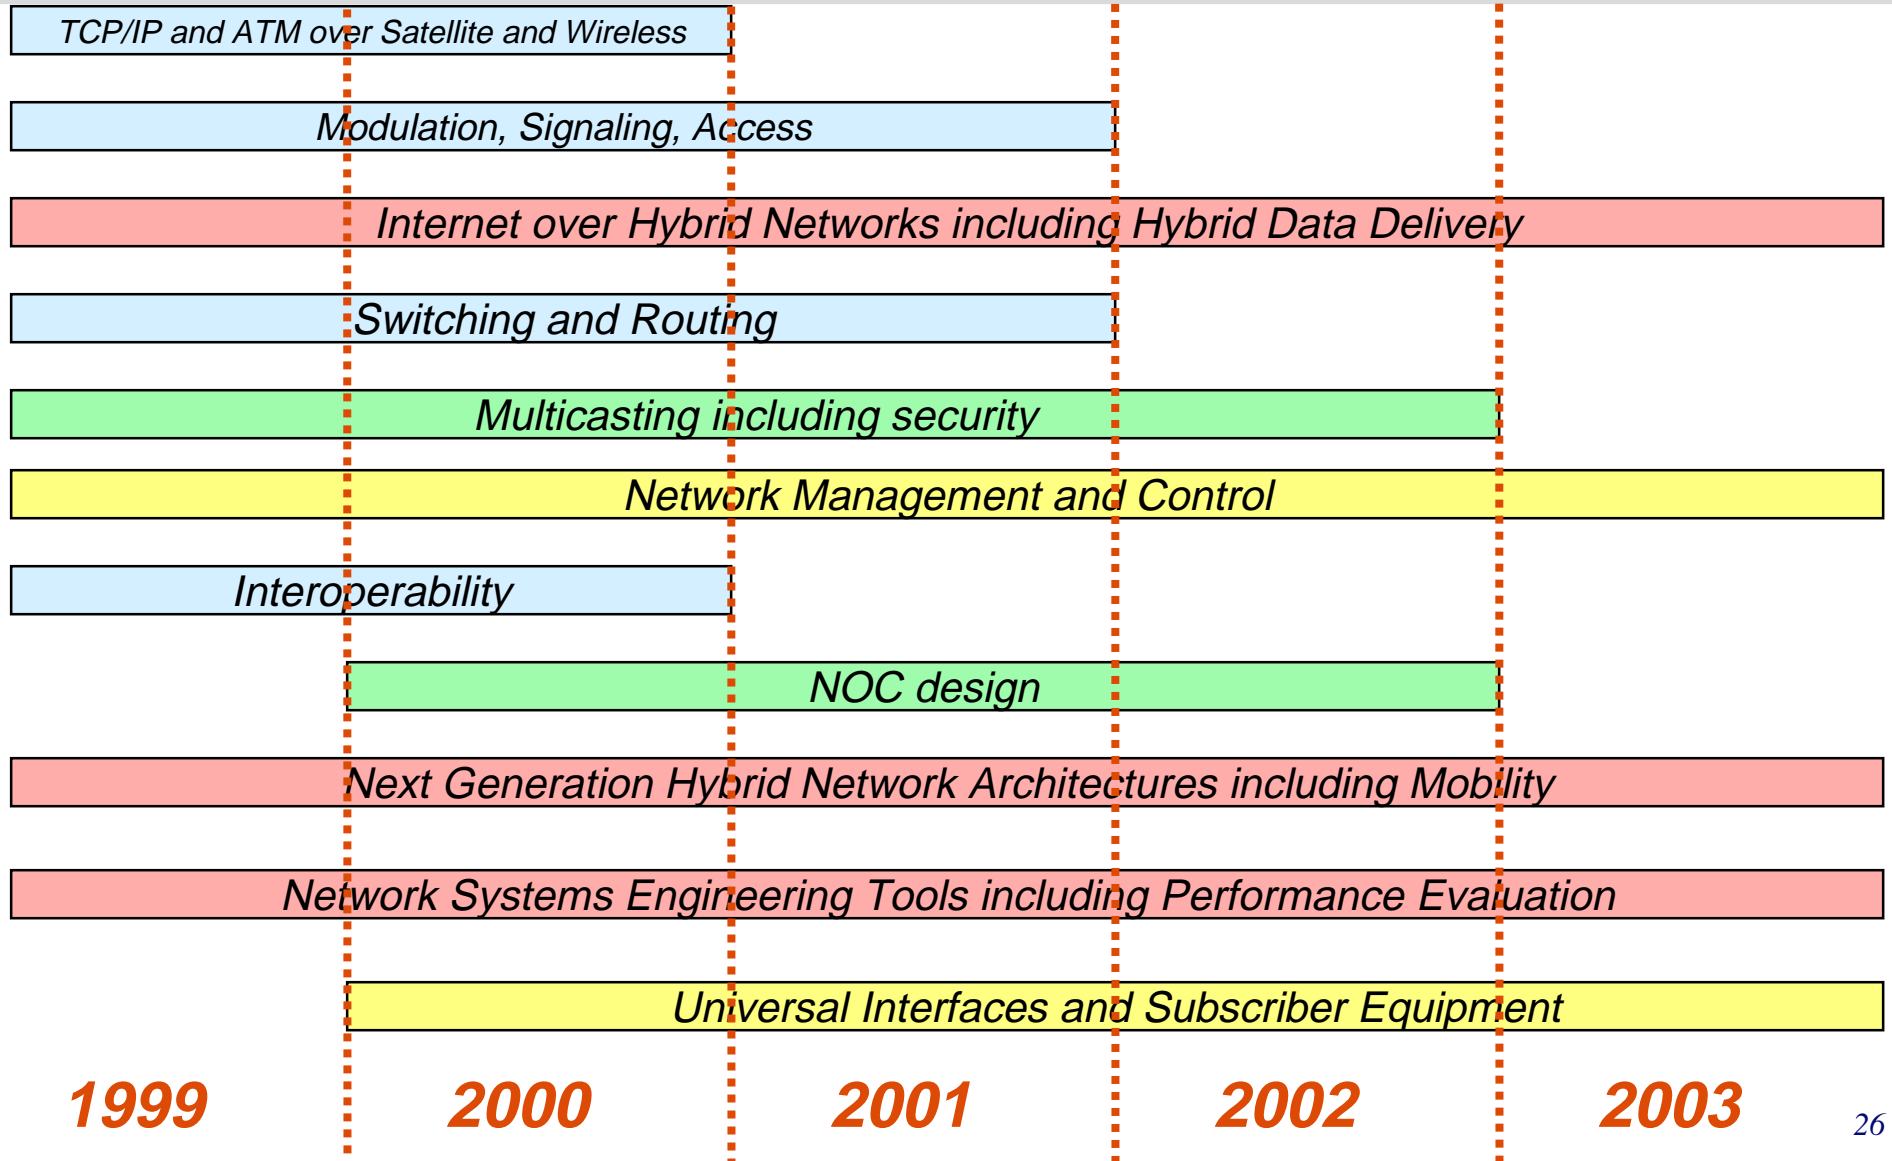 TCP/IP and ATM over Satellite and Wireless
Modulation, Signaling, Access
Internet over Hybrid Networks including Hybrid Data Delivery
Switching and Routing
Multicasting including security
Network Management and Control
Interoperability
NOC design
Next Generation Hybrid Network Architectures including Mobility
Network Systems Engineering Tools including Performance Evaluation
Universal Interfaces and Subscriber Equipment
1999 2000 2001 2002 2003
26